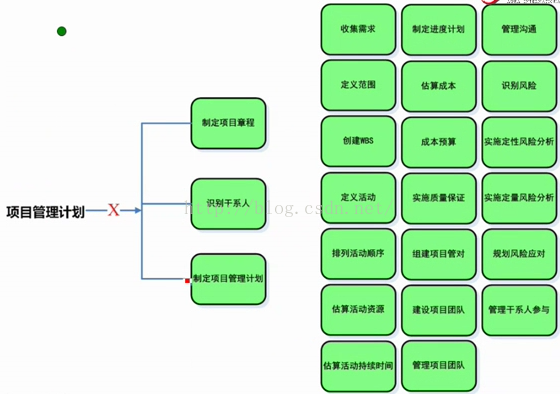 收集需求
制定进度计划
管理沟通
定义范围
估算成本
识别风险
制定项目章程
创建WBS
成本预算
实施定性风险分析
项目管理计划
X
识别干系人
定义活动
实施质量保证
实施定量风险分析
http://blog.csdn.net/
制定项目管理计划
排列活动顺序
组建项目管对
规划风险应对
估算活动资源
建设项目团队
管理干系人参与
估算活动持续时间
管理项目团队